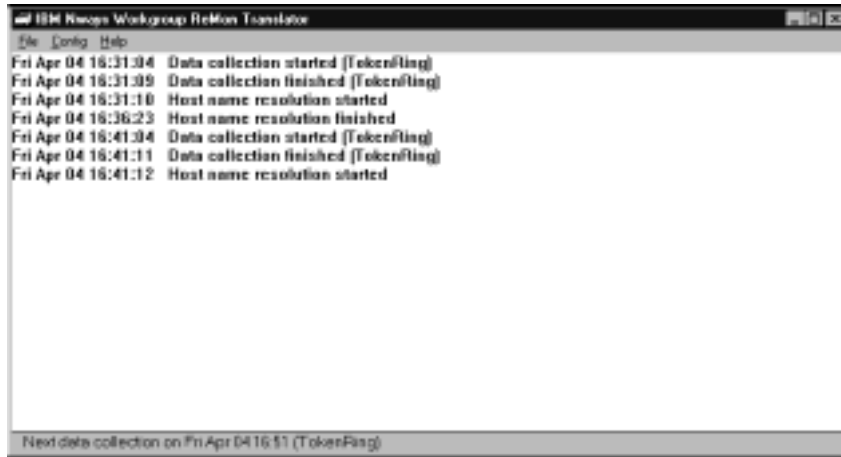 IBM Nways Workgroup ReMon Translator
File Config Help
Fri Apr 04 16:31:04 Data collection started (TokenRing)
Fri Apr 04 16:31:09 Data collection finished (TokenRing)
Fri Apr 04 16:31:10 Host name resolution started
Fri Apr 04 16:36:23 Host name resolution finished
Fri Apr 04 16:41:04 Data collection started (TokenRing)
Fri Apr 04 16:41:11 Data collection finished (TokenRing)
Fri Apr 04 16:41:12 Host name resolution started
Next data collection on Fri Apr 04 16:51 (TokenRing)